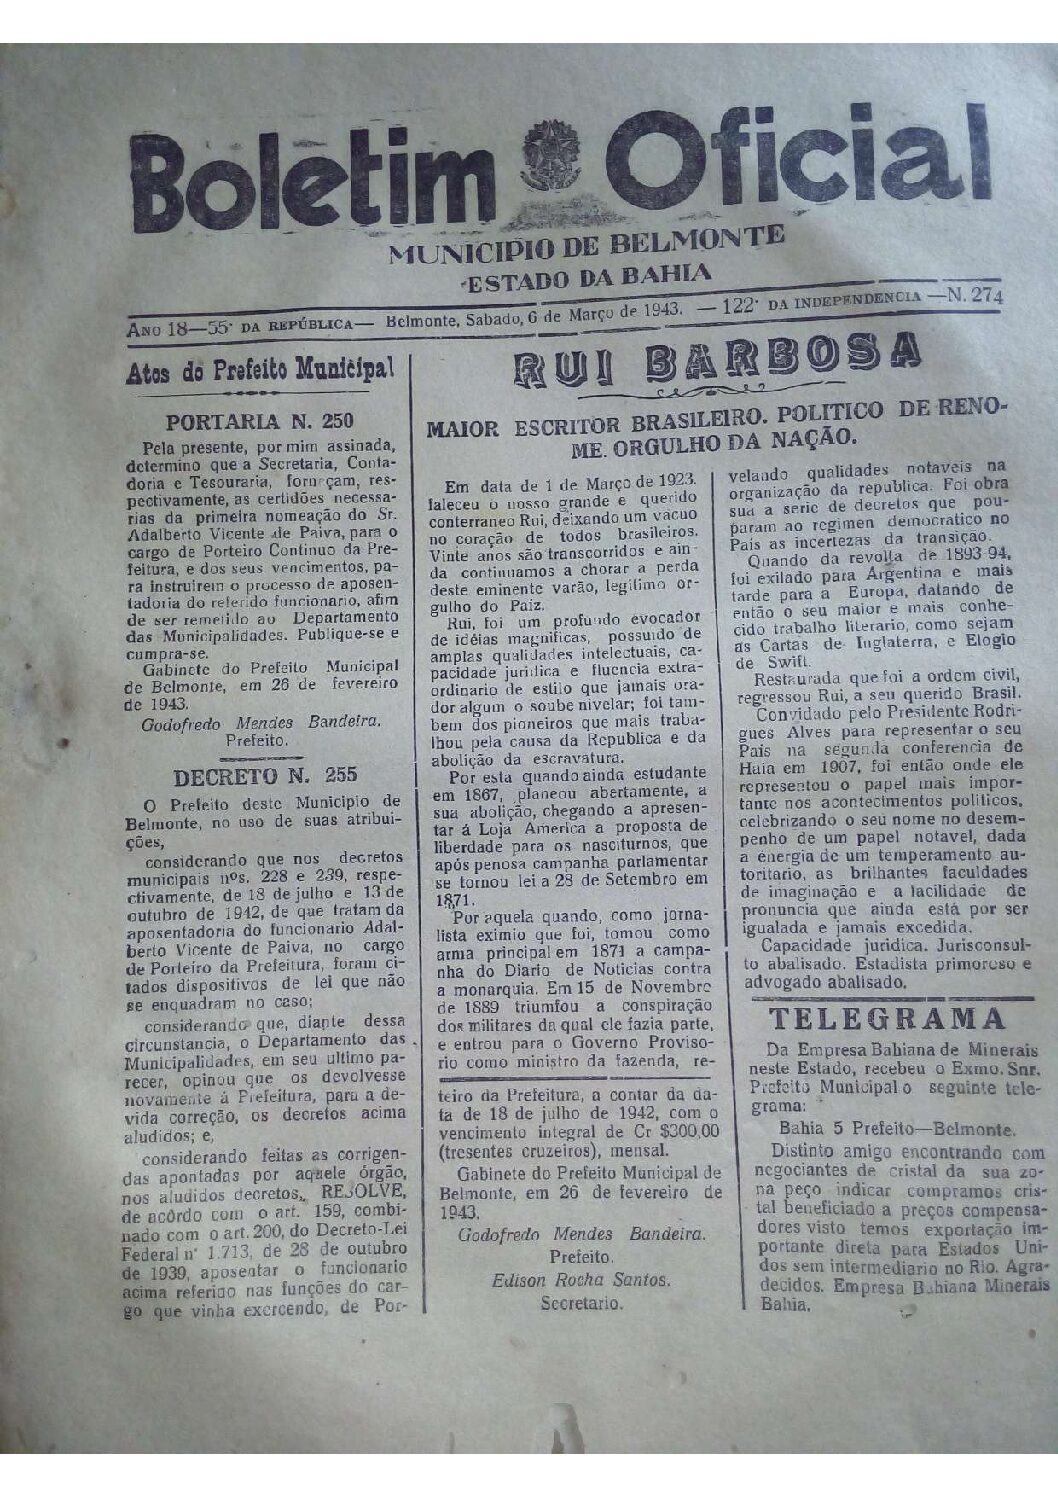 Boletim Oficial
MUNICIPIO DE BELMONTE
ESTADO DA BAHIA
ANO 18—55· DA REPÚBLICA— Belmonte, Sabado, 6 de Março de 1943. — 122· DA INDEPENDENCIA —N. 274
Atos do Prefeito Municipal
PORTARIA N. 250
Pela presente, por mim assinada,
determino que a Secretaria, Conta-
doria e Tesouraria, forneçam, res-
pectivamente, as certidões necessa-
rias da primeira nomeação do Sr.
Adalberto Vicente de Paiva, para o
cargo de Porteiro Continuo da Pre-
feitura, e dos seus vencimentos, pa-
ra instruirem o processo de aposen-
tadoria do referido funcionario, afim
de ser remetido ao Departamento
das Municipalidades. Publique-se e
cumpra-se.
Gabinete do Prefeito Municipal
de Belmonte, em 26 de fevereiro
de 1943.
Godofredo Mendes Bandeira.
Prefeito.
DECRETO N. 255
O Prefeito deste Municipio de
Belmonte, no uso de suas atribui-
ções,
considerando que nos decretos
municipais nºs. 228 e 239, respe-
ctivamente, de 18 de julho e 13 de
outubro de 1942, de que tratam da
aposentadoria do funcionario Adal-
berto Vicente de Paiva, no cargo
de Porteiro da Prefeitura, foram ci-
tados dispositivos de lei que não
se enquadram no caso;
considerando que, diante dessa
circunstancia, o Departamento das
Municipalidades, em seu ultimo pa-
recer, opinou que os devolvesse
novamente á Prefeitura, para a de-
vida correção, os decretos acima
aludidos; e,
considerando feitas as corrigen-
das apontadas por aquele órgão,
nos aludidos decretos, RESOLVE,
de acôrdo com o art. 159, combi-
nado com o art. 200, do Decreto-Lei
Federal n· 1.713, de 28 de outubro
de 1939, aposentar o funcionario
acima referido nas funções do car-
go que vinha exercendo, de Por-
RUI BARBOSA
MAIOR ESCRITOR BRASILEIRO. POLITICO DE RENO-
ME. ORGULHO DA NAÇÃO.
Em data de 1 de Março de 1923.
faleceu o nosso grande e querido
conterraneo Rui, deixando um vacuo
no coração de todos brasileiros.
Vinte anos são transcorridos e ain-
da continuamos a chorar a perda
deste eminente varão, legitimo or-
gulho do Paiz.
Rui, foi um profundo evocador
de idéias magnificas, possuido de
amplas qualidades intelectuais, ca-
pacidade juridica e fluencia extra-
ordinario de estilo que jamais ora-
dor algum o soube nivelar; foi tam-
bem dos pioneiros que mais traba-
lhou pela causa da Republica e da
abolição da escravatura.
Por esta quando ainda estudante
em 1867, planeou abertamente, a
sua abolição, chegando a apresen-
tar á Loja America a proposta de
liberdade para os nasciturnos, que
após penosa campanha parlamentar
se tornou lei a 28 de Setembro em
1871.
Por aquela quando, como jorna-
lista eximio que foi, tomou como
arma principal em 1871 a campa-
nha do Diario de Noticias contra
a monarquia. Em 15 de Novembro
de 1889 triumfou a conspiração
dos militares da qual ele fazia parte,
e entrou para o Governo Proviso-
rio como ministro da fazenda, re-
teiro da Prefeitura, a contar da da-
ta de 18 de julho de 1942, com o
vencimento integral de Cr $300,00
(tresentes cruzeiros), mensal.
Gabinete do Prefeito Municipal de
Belmonte, em 26 de fevereiro de
1943.
Godofredo Mendes Bandeira.
Prefeito.
Edison Rocha Santos.
Secretario.
velando qualidades notaveis na
organização da republica. Foi obra
sua a serie de decretos que pou-
param ao regimen democratico no
Pais as incertezas da transição.
Quando da revolta de 1893-94,
foi exilado para Argentina e mais
tarde para a Europa, datando de
então o seu maior e mais conhe-
cido trabalho literario, como sejam
as Cartas de Inglaterra, e Elogio
de Swift.
Restaurada que foi a ordem civil,
regressou Rui, a seu querido Brasil.
Convidado pelo Presidente Rodri-
gues Alves para representar o seu
Pais na segunda conferencia de
Haia em 1907, foi então onde ele
representou o papel mais impor-
tante nos acontecimentos politicos,
celebrizando o seu nome no desem-
penho de um papel notavel, dada
a energia de um temperamento au-
toritario, as brilhantes faculdades
de imaginação e a facilidade de
pronuncia que ainda está por ser
igualada e jamais excedida.
Capacidade juridica. Jurisconsul-
to abalisado. Estadista primoroso e
advogado abalisado.
TELEGRAMA
Da Empresa Bahiana de Minerais
neste Estado, recebeu o Exmo. Snr.
Prefeito Municipal o seguinte tele-
grama:
Bahia 5 Prefeito—Belmonte.
Distinto amigo encontrando com
negociantes de cristal da sua zo-
na peço indicar compramos cris-
tal beneficiado a preços compensa-
dores visto temos exportação im-
portante direta para Estados Uni-
dos sem intermediario no Rio. Agra-
decidos. Empresa Bahiana Minerais
Bahia.